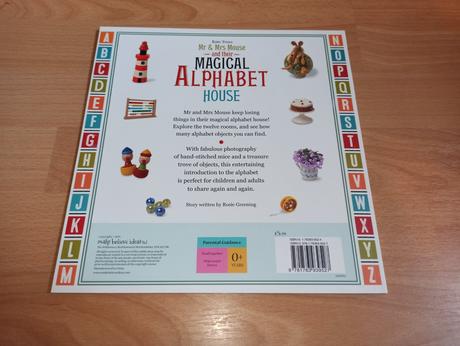 Mr & Mrs Mouse
and their
MAGICAL
ALPHABET
HOUSE
Mr and Mrs Mouse keep losing
things in their magical alphabet house!
Explore the twelve rooms, and see how
many alphabet objects you can find.
With fabulous photography
of hand-stitched mice and a treasure
trove of objects, this entertaining
introduction to the alphabet
is perfect for children and adults
to share again and again.
Story written by Rosie Greening
A
B
C
D
E
F
G
H
I
J
K
L
M
N
O
P
Q
R
S
T
U
V
W
X
Y
Z
make believe ideas
Parental Guidance
0+
YEARS
£5.99